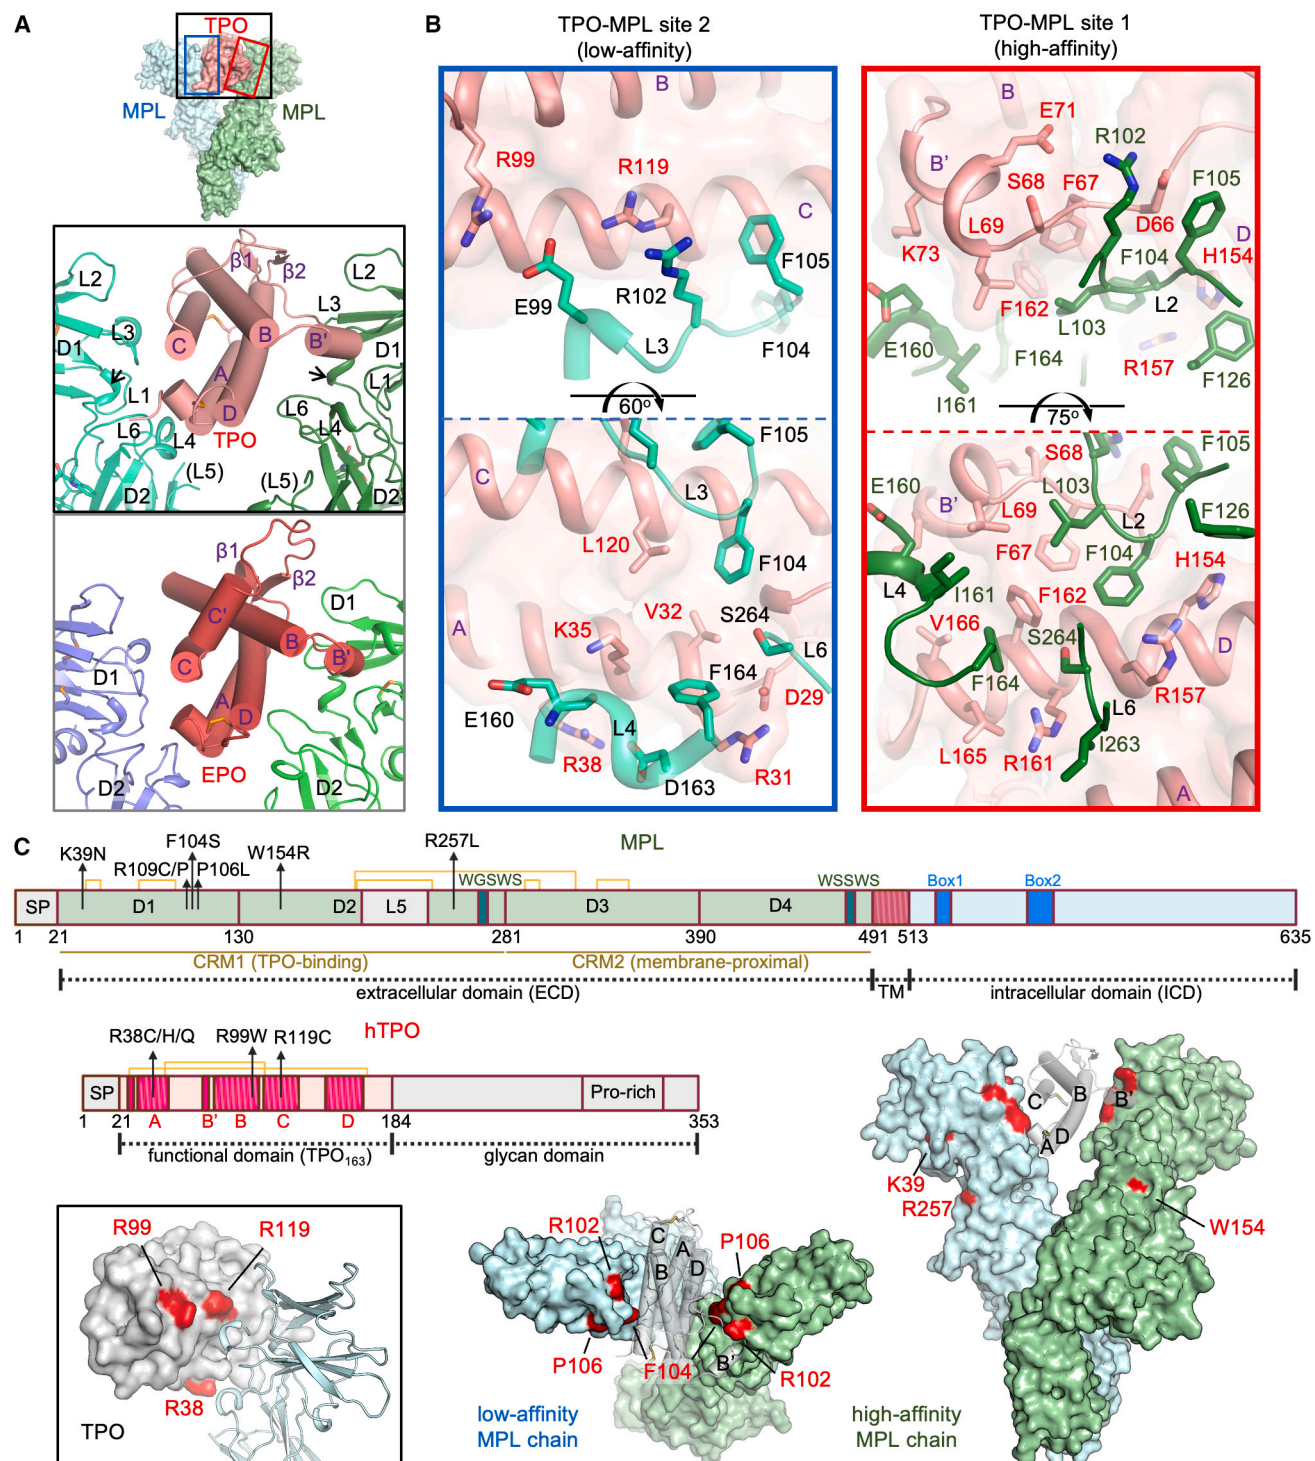 A
TPO
MPL
MPL
β1
β2
L2
L2
L3
L3
D1
C
B
B'
D1
A
L1
L1
D
L6
L6
L4
L4
TPO
(L5)
(L5)
D2
D2
β1
β2
D1
C'
B
C
B'
D1
A
D
EPO
D2
D2
B
TPO-MPL site 2
(low-affinity)
B
R99
R119
C
F105
E99
R102
L3
F104
60º
F105
C
L3
L120
F104
A
V32
S264
K35
L6
F164
D29
E160
L4
R38
D163
R31
TPO-MPL site 1
(high-affinity)
B
E71
R102
B'
S68
F67
F105
L69
D66
D
K73
F104
H154
F162
L2
L103
E160
F164
R157
F126
I161
75º
S68
F105
E160
L103
B'
L69
L2
F126
F67
F104
H154
L4
I161
F162
V166
S264
D
F164
R157
L6
L165
R161
I263
A
C
F104S
K39N
R109C/P
P106L
W154R
R257L
MPL
WGSWS
WSSWS
Box1
Box2
SP
D1
D2
L5
D3
D4
1
21
130
281
390
491
513
635
CRM1 (TPO-binding)
CRM2 (membrane-proximal)
extracellular domain (ECD)
TM
intracellular domain (ICD)
R38C/H/Q
R99W
R119C
hTPO
SP
Pro-rich
1
21
A
B'
B
C
D
184
353
functional domain (TPO163)
glycan domain
C
B
B'
A
D
K39
R257
W154
R99
R119
R38
TPO
R102
C
A
B
D
P106
P106
F104
B'
R102
low-affinity
MPL chain
high-affinity
MPL chain